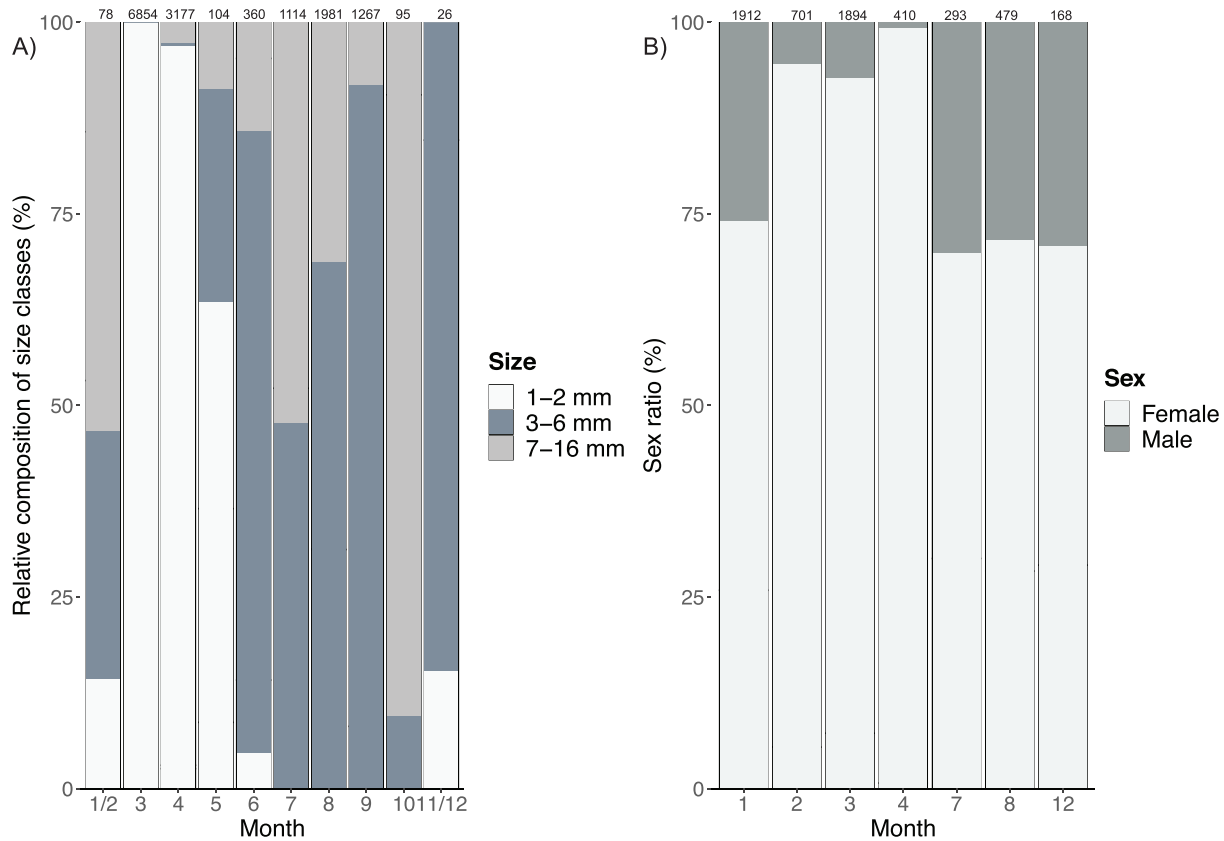 78 6854 3177 104 360 1114 1981 1267 95 26
A)
100
75
50
25
0
Relative composition of size classes (%)
1/2 3 4 5 6 7 8 9 10 11/12
Month
Size
1–2 mm
3–6 mm
7–16 mm
1912 701 1894 410 293 479 168
B)
100
75
50
25
0
Sex ratio (%)
1 2 3 4 7 8 12
Month
Sex
Female
Male